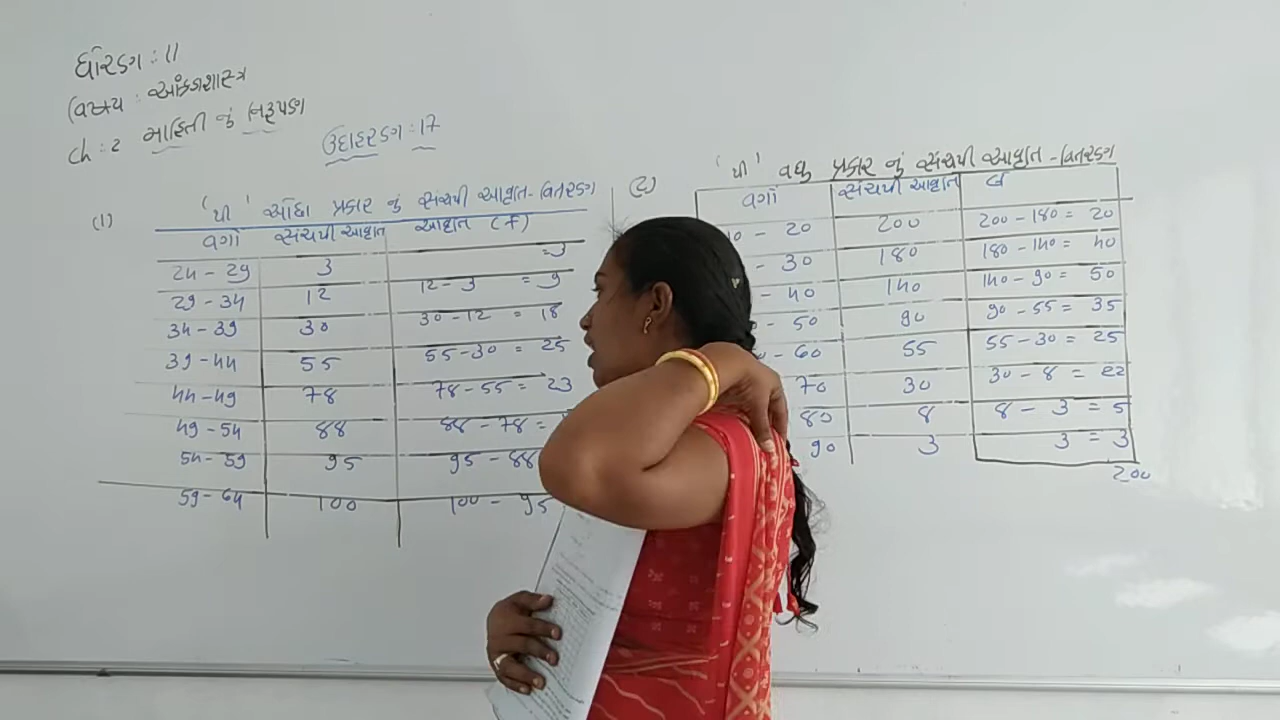 ધોરણ : 11
વિષય : આંકડાશાસ્ત્ર
ch : 2 માહિતી નું નિરૂપણ
ઉદાહરણ : 17
(1) 'થી' ઓછા પ્રકાર નું સંચયી આવૃત્તિ-વિતરણ
વર્ગો સંચયી આવૃત્તિ આવૃત્તિ (f)
24 - 29 3 = 3
29 - 34 12 12 - 3 = 9
34 - 39 30 30 - 12 = 18
39 - 44 55 55 - 30 = 25
44 - 49 78 78 - 55 = 23
49 - 54 88 88 - 78 =
54 - 59 95 95 - 88
59 - 64 100 100 - 95
(2) 'થી' વધુ પ્રકાર નું સંચયી આવૃત્તિ-વિતરણ
વર્ગો સંચયી આવૃત્તિ
- 20 200 200 - 180 = 20
- 30 180 180 - 140 = 40
- 40 140 140 - 90 = 50
- 50 90 90 - 55 = 35
- 60 55 55 - 30 = 25
70 30 30 - 8 = 22
80 8 8 - 3 = 5
90 3 3 = 3
200